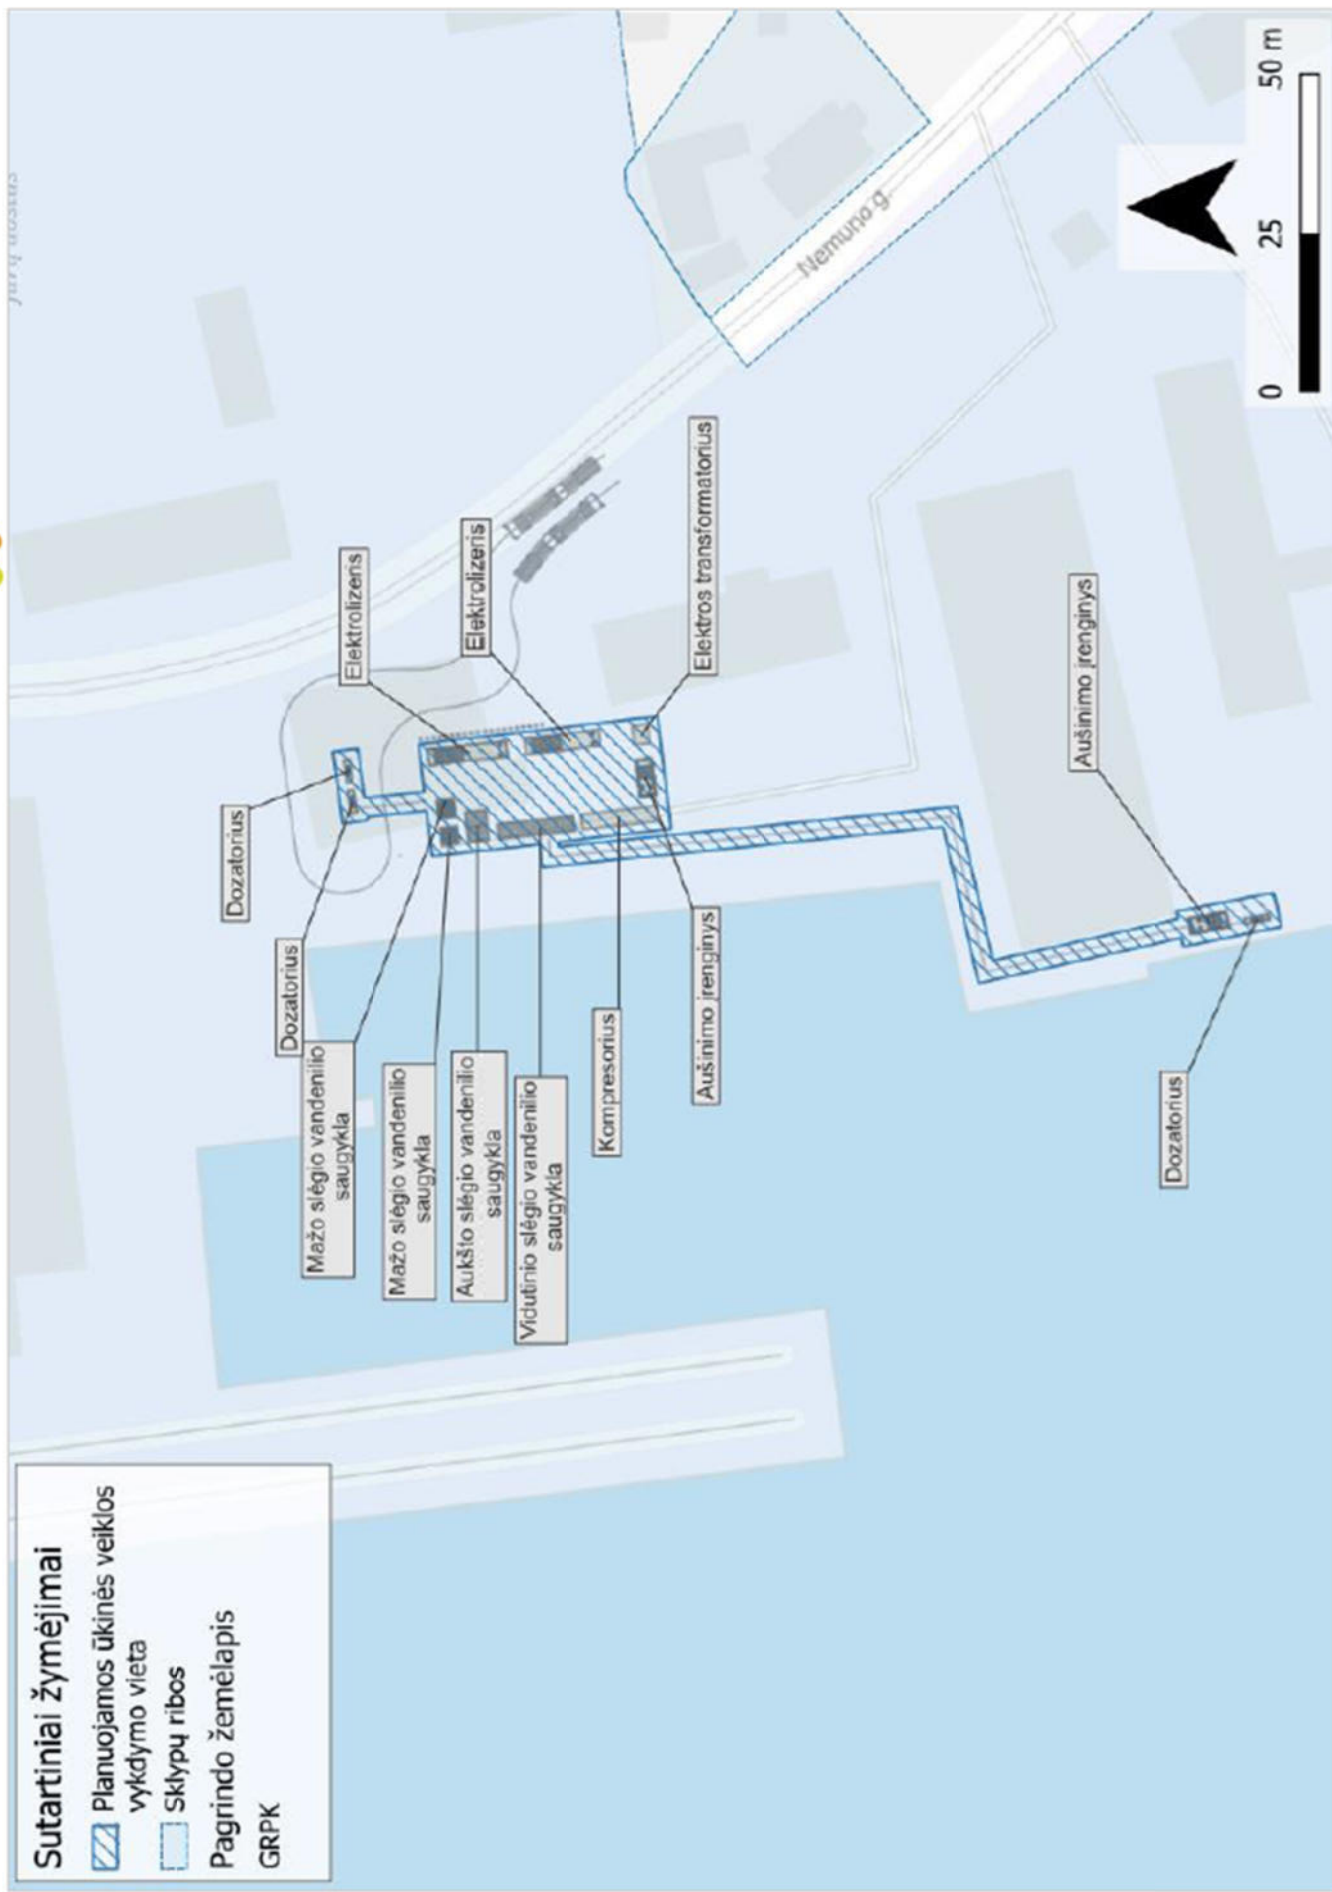 Sutartiniai žymėjimai
Planuojamos ūkinės veiklos
vykdymo vieta
Sklypų ribos
Pagrindo žemėlapis
GRPK
Dozatorius
Dozatorius
Mažo slėgio vandenilio
saugykla
Mažo slėgio vandenilio
saugykla
Aukšto slėgio vandenilio
saugykla
Vidutinio slėgio vandenilio
saugykla
Kompresorius
Aušinimo įrenginys
Elektrolizeris
Elektrolizeris
Elektros transformatorius
Aušinimo įrenginys
Dozatorius
Nemuno g.
0 25 50 m